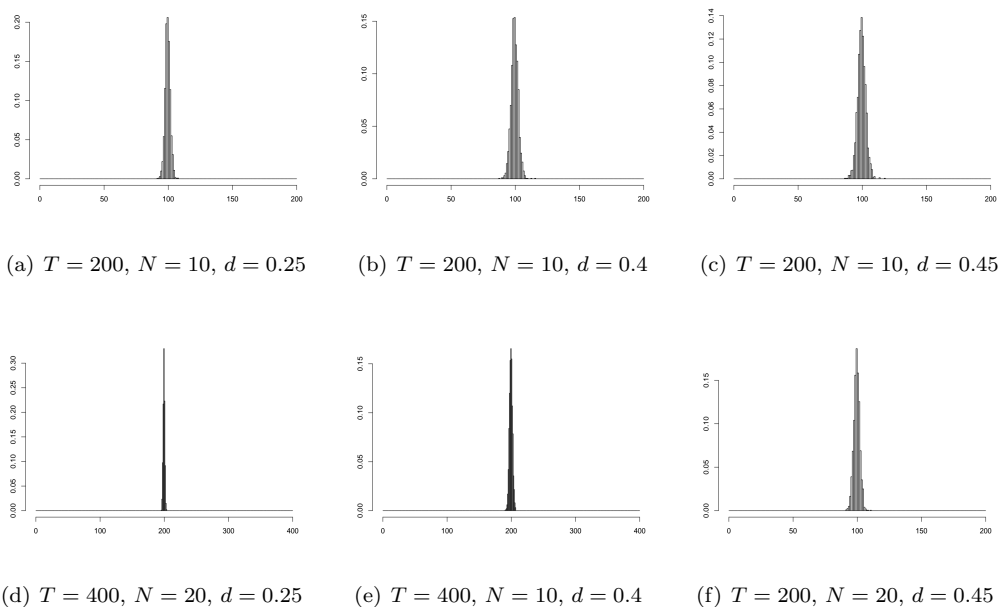 0.00 0.05 0.10 0.15 0.20
0 50 100 150 200
(a) T = 200, N = 10, d = 0.25
0.00 0.05 0.10 0.15
0 50 100 150 200
(b) T = 200, N = 10, d = 0.4
0.00 0.02 0.04 0.06 0.08 0.10 0.12 0.14
0 50 100 150 200
(c) T = 200, N = 10, d = 0.45
0.00 0.05 0.10 0.15 0.20 0.25 0.30
0 100 200 300 400
(d) T = 400, N = 20, d = 0.25
0.00 0.05 0.10 0.15
0 100 200 300 400
(e) T = 400, N = 10, d = 0.4
0.00 0.05 0.10 0.15
0 50 100 150 200
(f) T = 200, N = 20, d = 0.45